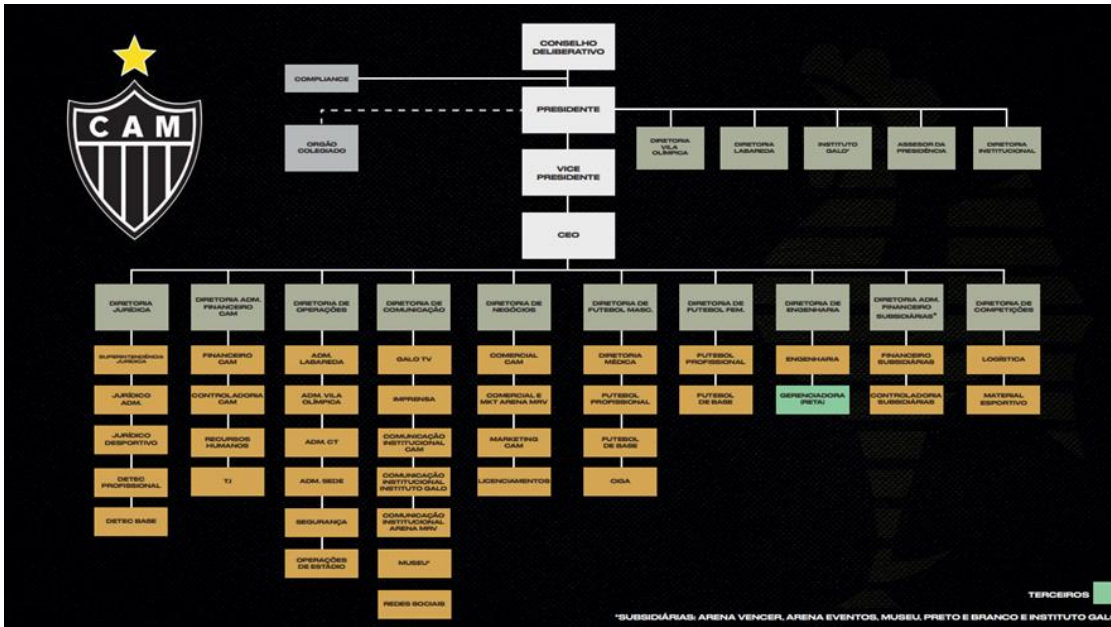 CONSELHO
DELIBERATIVO
COMPLIANCE
PRESIDENTE
ORGÃO
COLEGIADO
DIRETORIA
VILA
OLÍMPICA
DIRETORIA
LABAREDA
INSTITUTO
GALO*
ASSESSOR DA
PRESIDÊNCIA
DIRETORIA
INSTITUCIONAL
CAM
VICE
PRESIDENTE
CEO
DIRETORIA
JURÍDICA
SUPERINTENDÊNCIA
JURÍDICA
JURÍDICO
ADM.
JURÍDICO
DESPORTIVO
DETEC
PROFISSIONAL
DETEC BASE
DIRETORIA ADM.
FINANCEIRO
CAM
FINANCEIRO
CAM
CONTROLADORIA
CAM
RECURSOS
HUMANOS
T.I
DIRETORIA DE
OPERAÇÕES
ADM.
LABAREDA
ADM. VILA
OLÍMPICA
ADM. CT
ADM. SEDE
SEGURANÇA
OPERAÇÕES
DE ESTÁDIO
DIRETORIA DE
COMUNICAÇÃO
GALO TV
IMPRENSA
COMUNICAÇÃO
INSTITUCIONAL
CAM
COMUNICAÇÃO
INSTITUCIONAL
INSTITUTO GALO
COMUNICAÇÃO
INSTITUCIONAL
ARENA MRV
MUSEU*
REDES SOCIAIS
DIRETORIA DE
NEGÓCIOS
COMERCIAL
CAM
COMERCIAL E
MKT ARENA MRV
MARKETING
CAM
LICENCIAMENTOS
DIRETORIA DE
FUTEBOL MASC.
DIRETORIA
MÉDICA
FUTEBOL
PROFISSIONAL
FUTEBOL
DE BASE
CIGA
DIRETORIA DE
FUTEBOL FEM.
FUTEBOL
PROFISSIONAL
FUTEBOL
DE BASE
DIRETORIA DE
ENGENHARIA
ENGENHARIA
GERENCIADORA
(RETA)
DIRETORIA ADM.
FINANCEIRO
SUBSIDIÁRIAS*
FINANCEIRO
SUBSIDIÁRIAS
CONTROLADORIA
SUBSIDIÁRIAS
DIRETORIA DE
COMPETIÇÕES
LOGÍSTICA
MATERIAL
ESPORTIVO
TERCEIROS
*SUBSIDIÁRIAS: ARENA VENCER, ARENA EVENTOS, MUSEU, PRETO E BRANCO E INSTITUTO GAL